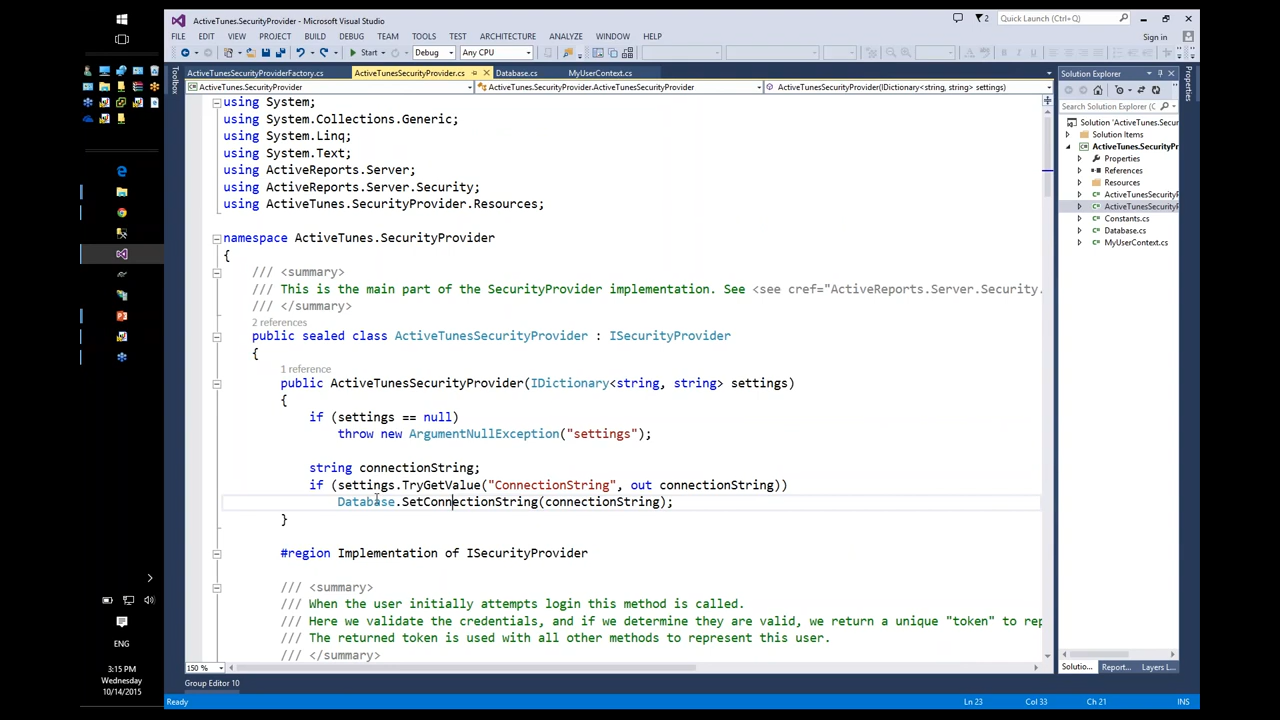 ActiveTunes.SecurityProvider - Microsoft Visual Studio
2
Quick Launch (Ctrl+Q)
FILE EDIT VIEW PROJECT BUILD DEBUG TEAM TOOLS TEST ARCHITECTURE ANALYZE WINDOW HELP
Sign in
Start Debug Any CPU
ActiveTunesSecurityProviderFactory.cs ActiveTunesSecurityProvider.cs Database.cs MyUserContext.cs
Toolbox
ActiveTunes.SecurityProvider ActiveTunes.SecurityProvider.ActiveTunesSecurityProvider ActiveTunesSecurityProvider(IDictionary<string, string> settings)
using System;
using System.Collections.Generic;
using System.Linq;
using System.Text;
using ActiveReports.Server;
using ActiveReports.Server.Security;
using ActiveTunes.SecurityProvider.Resources;
namespace ActiveTunes.SecurityProvider
{
/// <summary>
/// This is the main part of the SecurityProvider implementation. See <see cref="ActiveReports.Server.Security.
/// </summary>
2 references
public sealed class ActiveTunesSecurityProvider : ISecurityProvider
{
1 reference
public ActiveTunesSecurityProvider(IDictionary<string, string> settings)
{
if (settings == null)
throw new ArgumentNullException("settings");
string connectionString;
if (settings.TryGetValue("ConnectionString", out connectionString))
Database.SetConnectionString(connectionString);
}
#region Implementation of ISecurityProvider
/// <summary>
/// When the user initially attempts login this method is called.
/// Here we validate the credentials, and if we determine they are valid, we return a unique "token" to rep
/// The returned token is used with all other methods to represent this user.
/// </summary>
150 %
Group Editor 10
Ready
Ln 23
Col 33
Ch 21
INS
Solution Explorer
Search Solution Explorer (C
Solution 'ActiveTunes.Secu
Solution Items
ActiveTunes.SecurityPr
Properties
References
Resources
ActiveTunesSecurityP
ActiveTunesSecurityP
Constants.cs
Database.cs
MyUserContext.cs
Solutio... Report... Layers L...
Properties
ENG
3:15 PM
Wednesday
10/14/2015